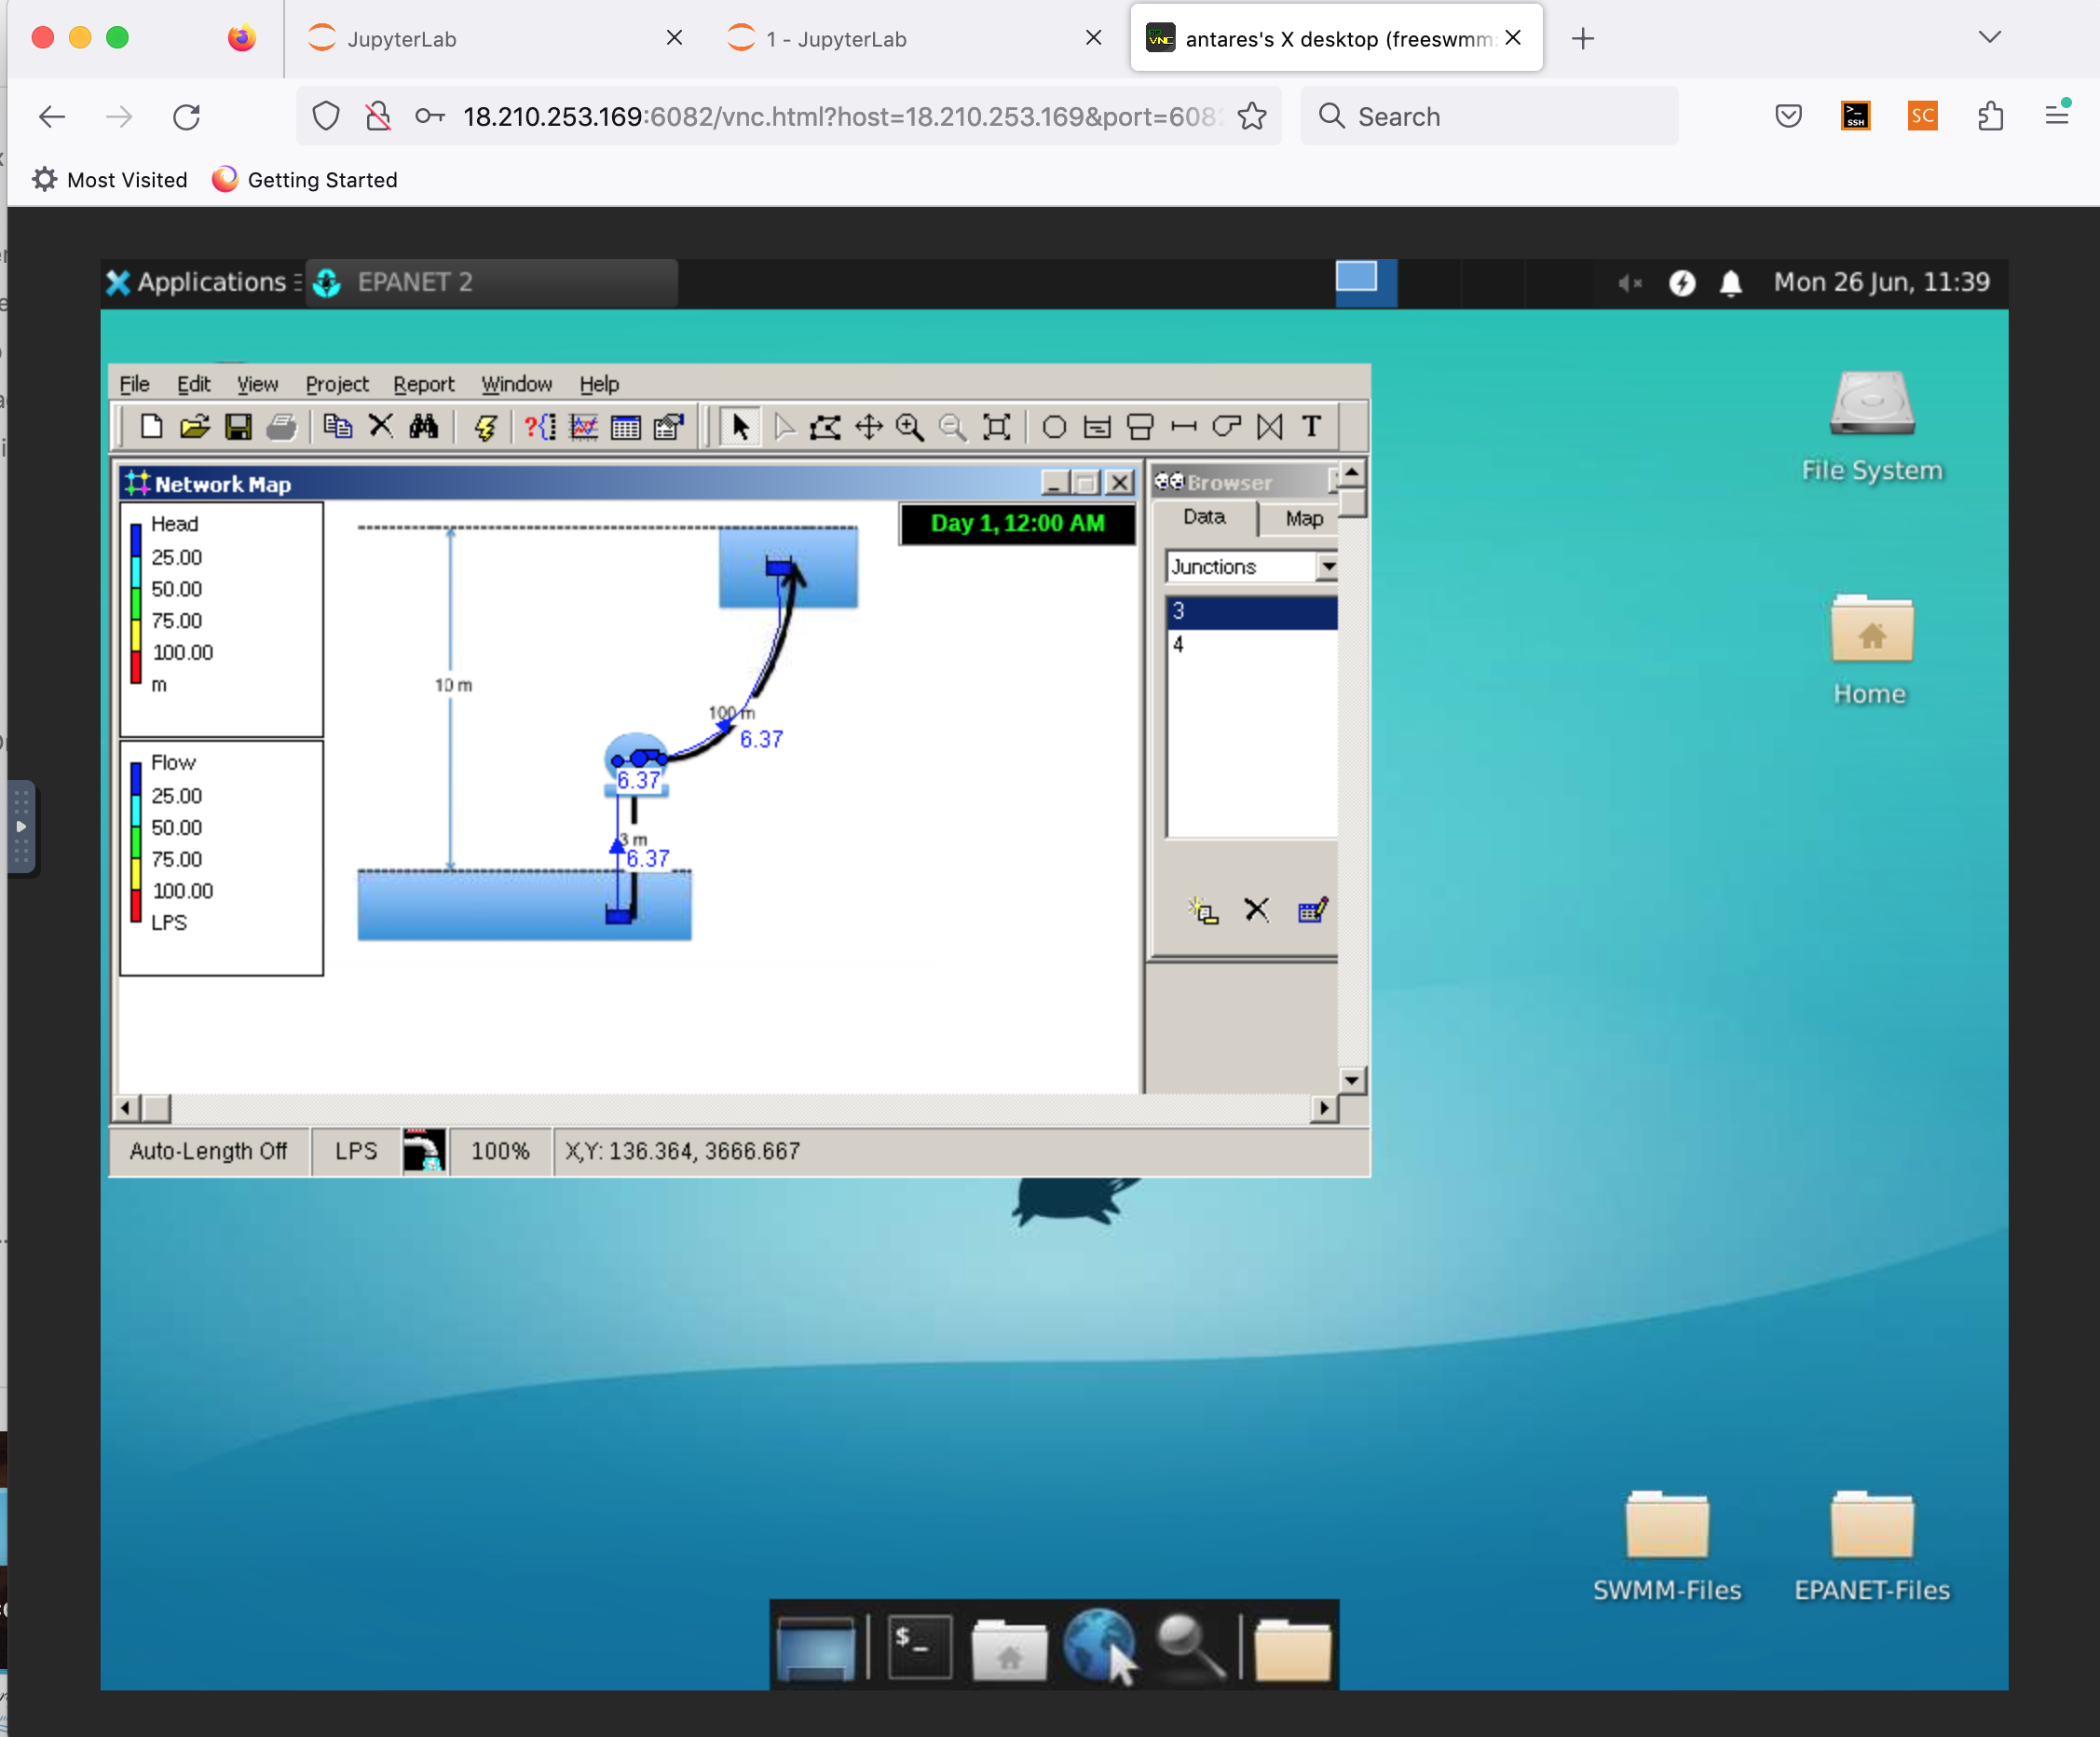 JupyterLab
1 - JupyterLab
antares's X desktop (freeswmm:
18.210.253.169:6082/vnc.html?host=18.210.253.169&port=608
Search
SSH
SC
Most Visited
Getting Started
Applications
EPANET 2
Mon 26 Jun, 11:39
File Edit View Project Report Window Help
T
Network Map
Browser
Data
Map
Junctions
3
4
Head
25.00
50.00
75.00
100.00
m
Flow
25.00
50.00
75.00
100.00
LPS
Day 1, 12:00 AM
10 m
100 m
6.37
6.37
3 m
6.37
Auto-Length Off
LPS
100%
X,Y: 136.364, 3666.667
File System
Home
SWMM-Files
EPANET-Files
$_